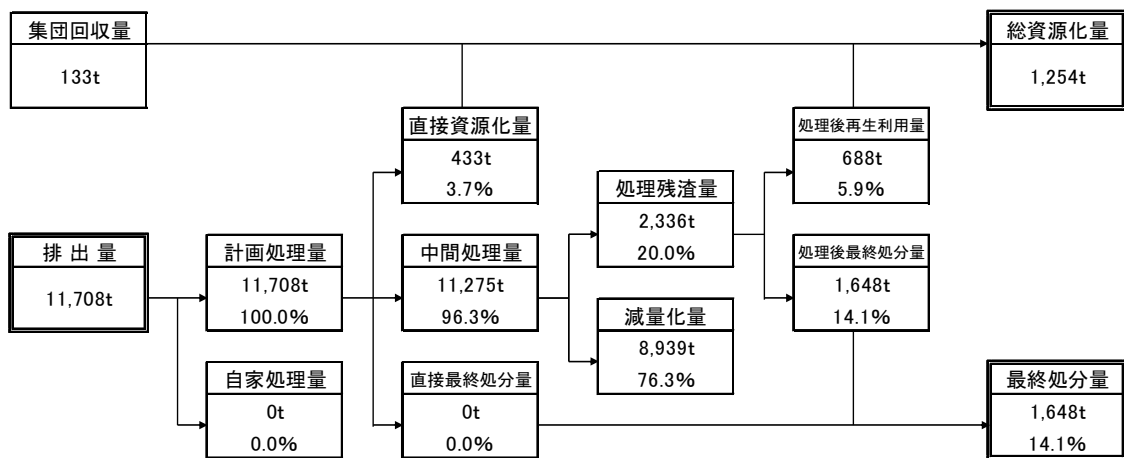 集団回収量
133t
総資源化量
1,254t
直接資源化量
433t
3.7%
処理後再生利用量
688t
5.9%
処理残渣量
2,336t
20.0%
排出量
11,708t
計画処理量
11,708t
100.0%
中間処理量
11,275t
96.3%
処理後最終処分量
1,648t
14.1%
減量化量
8,939t
76.3%
自家処理量
0t
0.0%
直接最終処分量
0t
0.0%
最終処分量
1,648t
14.1%